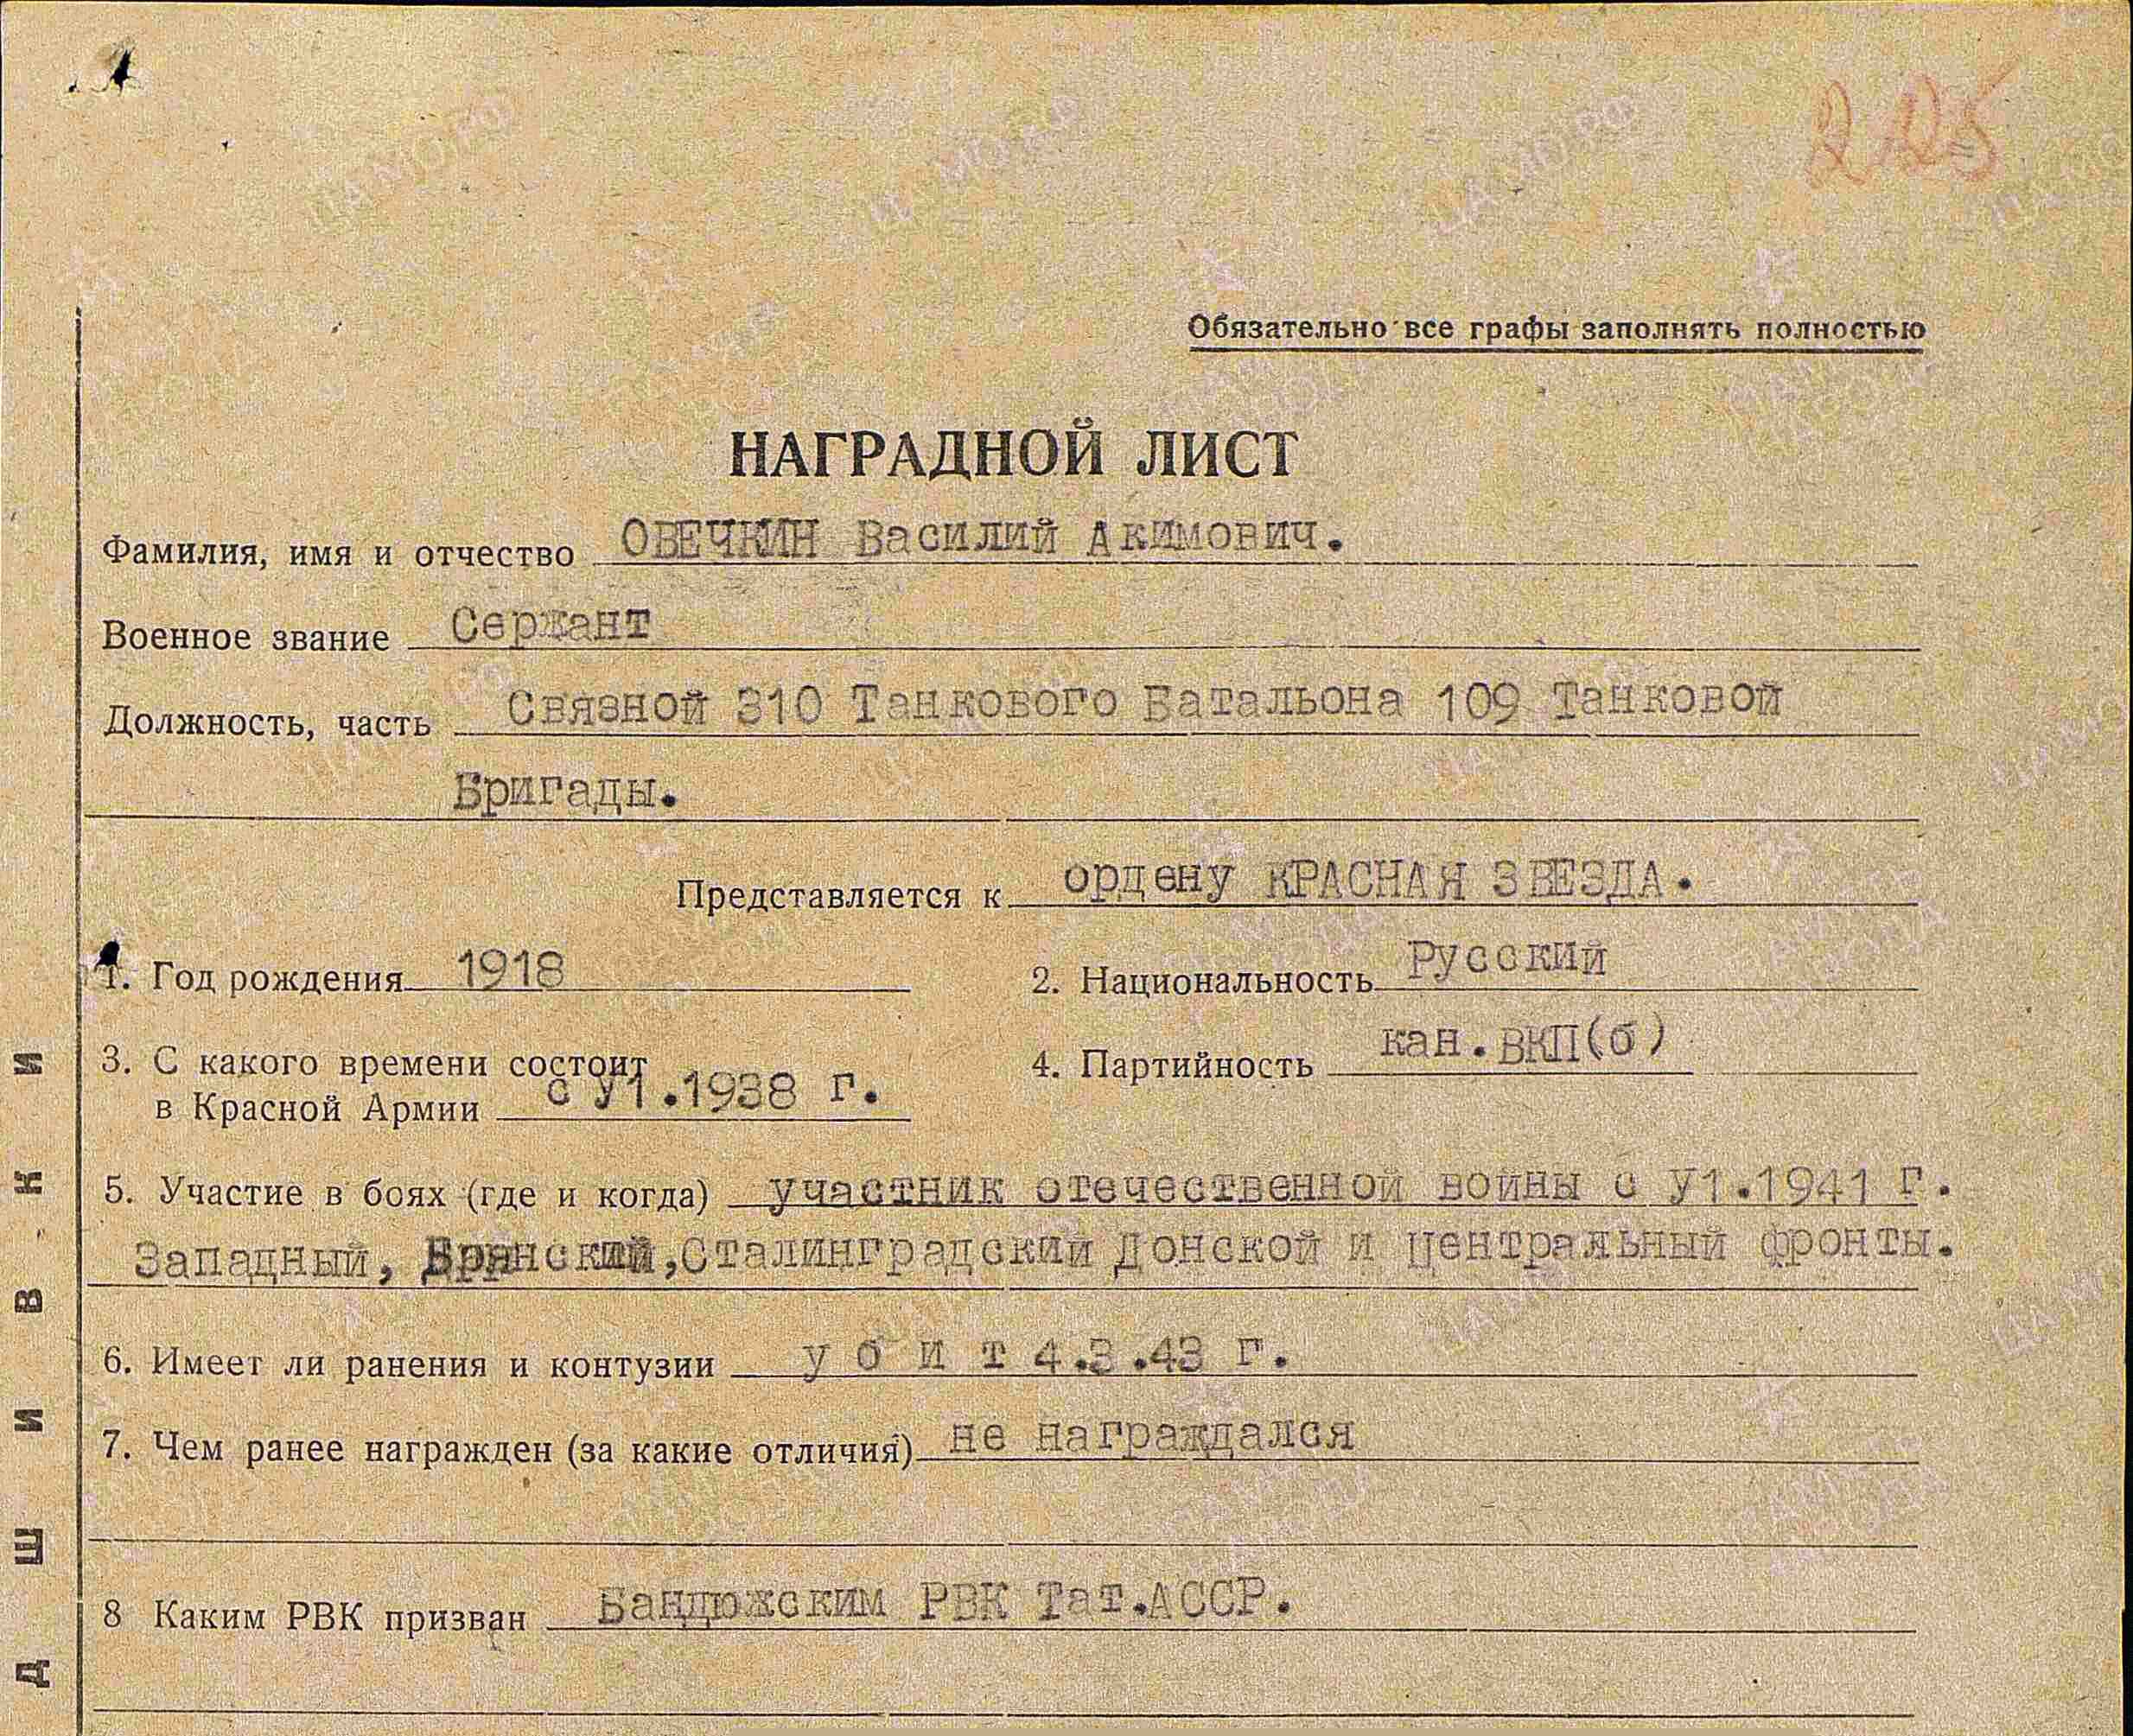 225
Обязательно все графы заполнять полностью
НАГРАДНОЙ ЛИСТ
Фамилия, имя и отчество ОВЕЧКИН Василий Акимович.
Военное звание Сержант
Должность, часть Связной 310 Танкового Батальона 109 Танковой
Бригады.
Представляется к ордену КРАСНАЯ ЗВЕЗДА.
1. Год рождения 1918
2. Национальность Русский
3. С какого времени состоит
в Красной Армии с У1.1938 г.
4. Партийность кан.ВКП(б)
5. Участие в боях (где и когда) участник отечественной войны с У1.1941 г.
Западный, Брянский,Сталинградский Донской и Центральный фронты.
6. Имеет ли ранения и контузии у б и т 4.3.43 г.
7. Чем ранее награжден (за какие отличия) не награждался
8 Каким РВК призван Бандюжским РВК Тат.АССР.
Д Ш И В К И